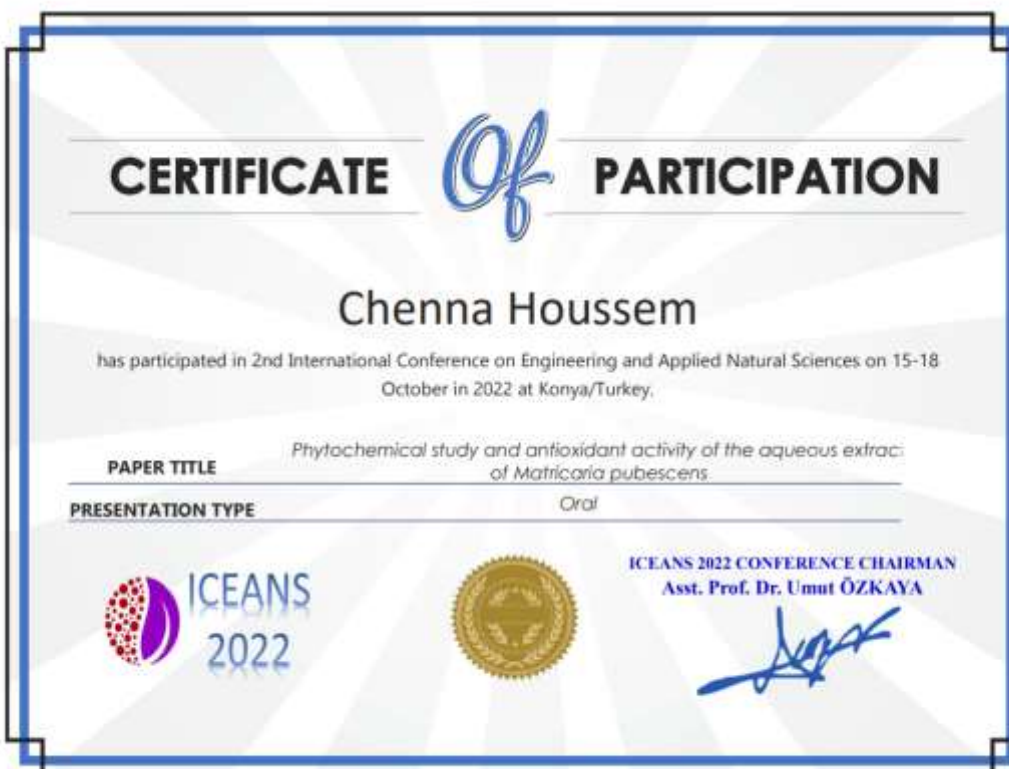 CERTIFICATE Of PARTICIPATION
Chenna Houssem
has participated in 2nd International Conference on Engineering and Applied Natural Sciences on 15-18
October in 2022 at Konya/Turkey.
PAPER TITLE
Phytochemical study and antioxidant activity of the aqueous extrac
of Matricaria pubescens
PRESENTATION TYPE
Oral
ICEANS
2022
ICEANS 2022 CONFERENCE CHAIRMAN
Asst. Prof. Dr. Umut ÖZKAYA